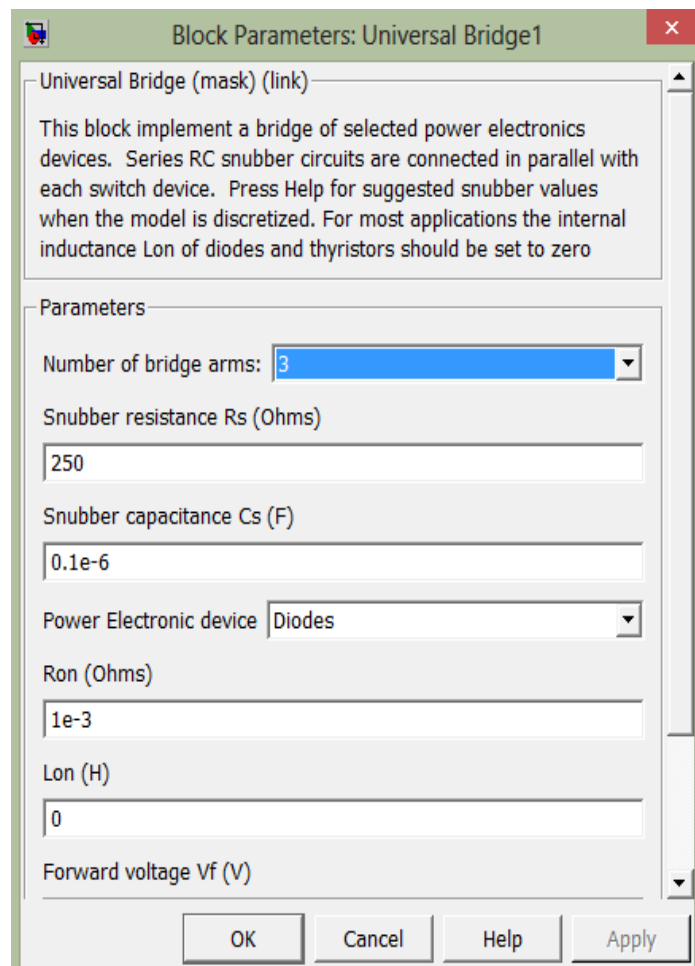 Block Parameters: Universal Bridge1
Universal Bridge (mask) (link)
This block implement a bridge of selected power electronics
devices. Series RC snubber circuits are connected in parallel with
each switch device. Press Help for suggested snubber values
when the model is discretized. For most applications the internal
inductance Lon of diodes and thyristors should be set to zero
Parameters
Number of bridge arms: 3
Snubber resistance Rs (Ohms)
250
Snubber capacitance Cs (F)
0.1e-6
Power Electronic device Diodes
Ron (Ohms)
1e-3
Lon (H)
0
Forward voltage Vf (V)
OK Cancel Help Apply